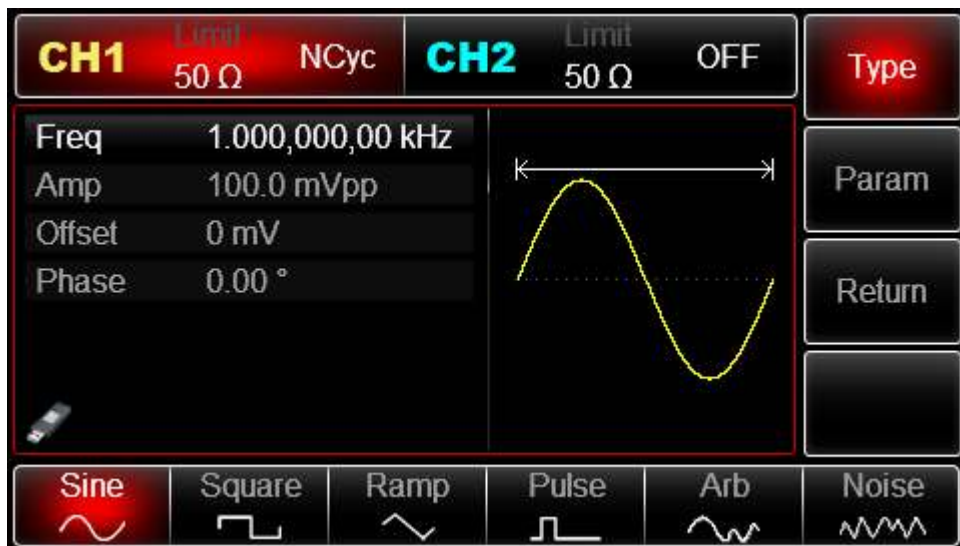 CH1 Limit 50 Ω NCyc CH2 Limit 50 Ω OFF
Type
Freq 1.000,000,00 kHz
Amp 100.0 mVpp
Offset 0 mV
Phase 0.00 °
Param
Return
Sine Square Ramp Pulse Arb Noise